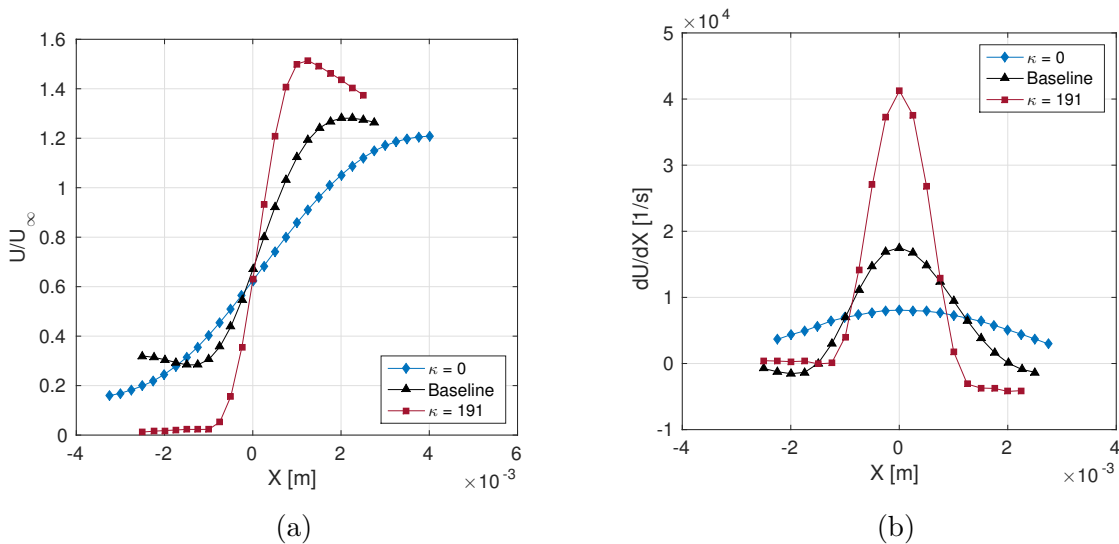 1.6
1.4
1.2
1
0.8
0.6
0.4
0.2
0
U/U∞
-4
-2
0
2
4
6
X [m]
×10⁻³
κ = 0
Baseline
κ = 191
(a)
×10⁴
5
4
3
2
1
0
-1
dU/dX [1/s]
-4
-2
0
2
4
X [m]
×10⁻³
κ = 0
Baseline
κ = 191
(b)